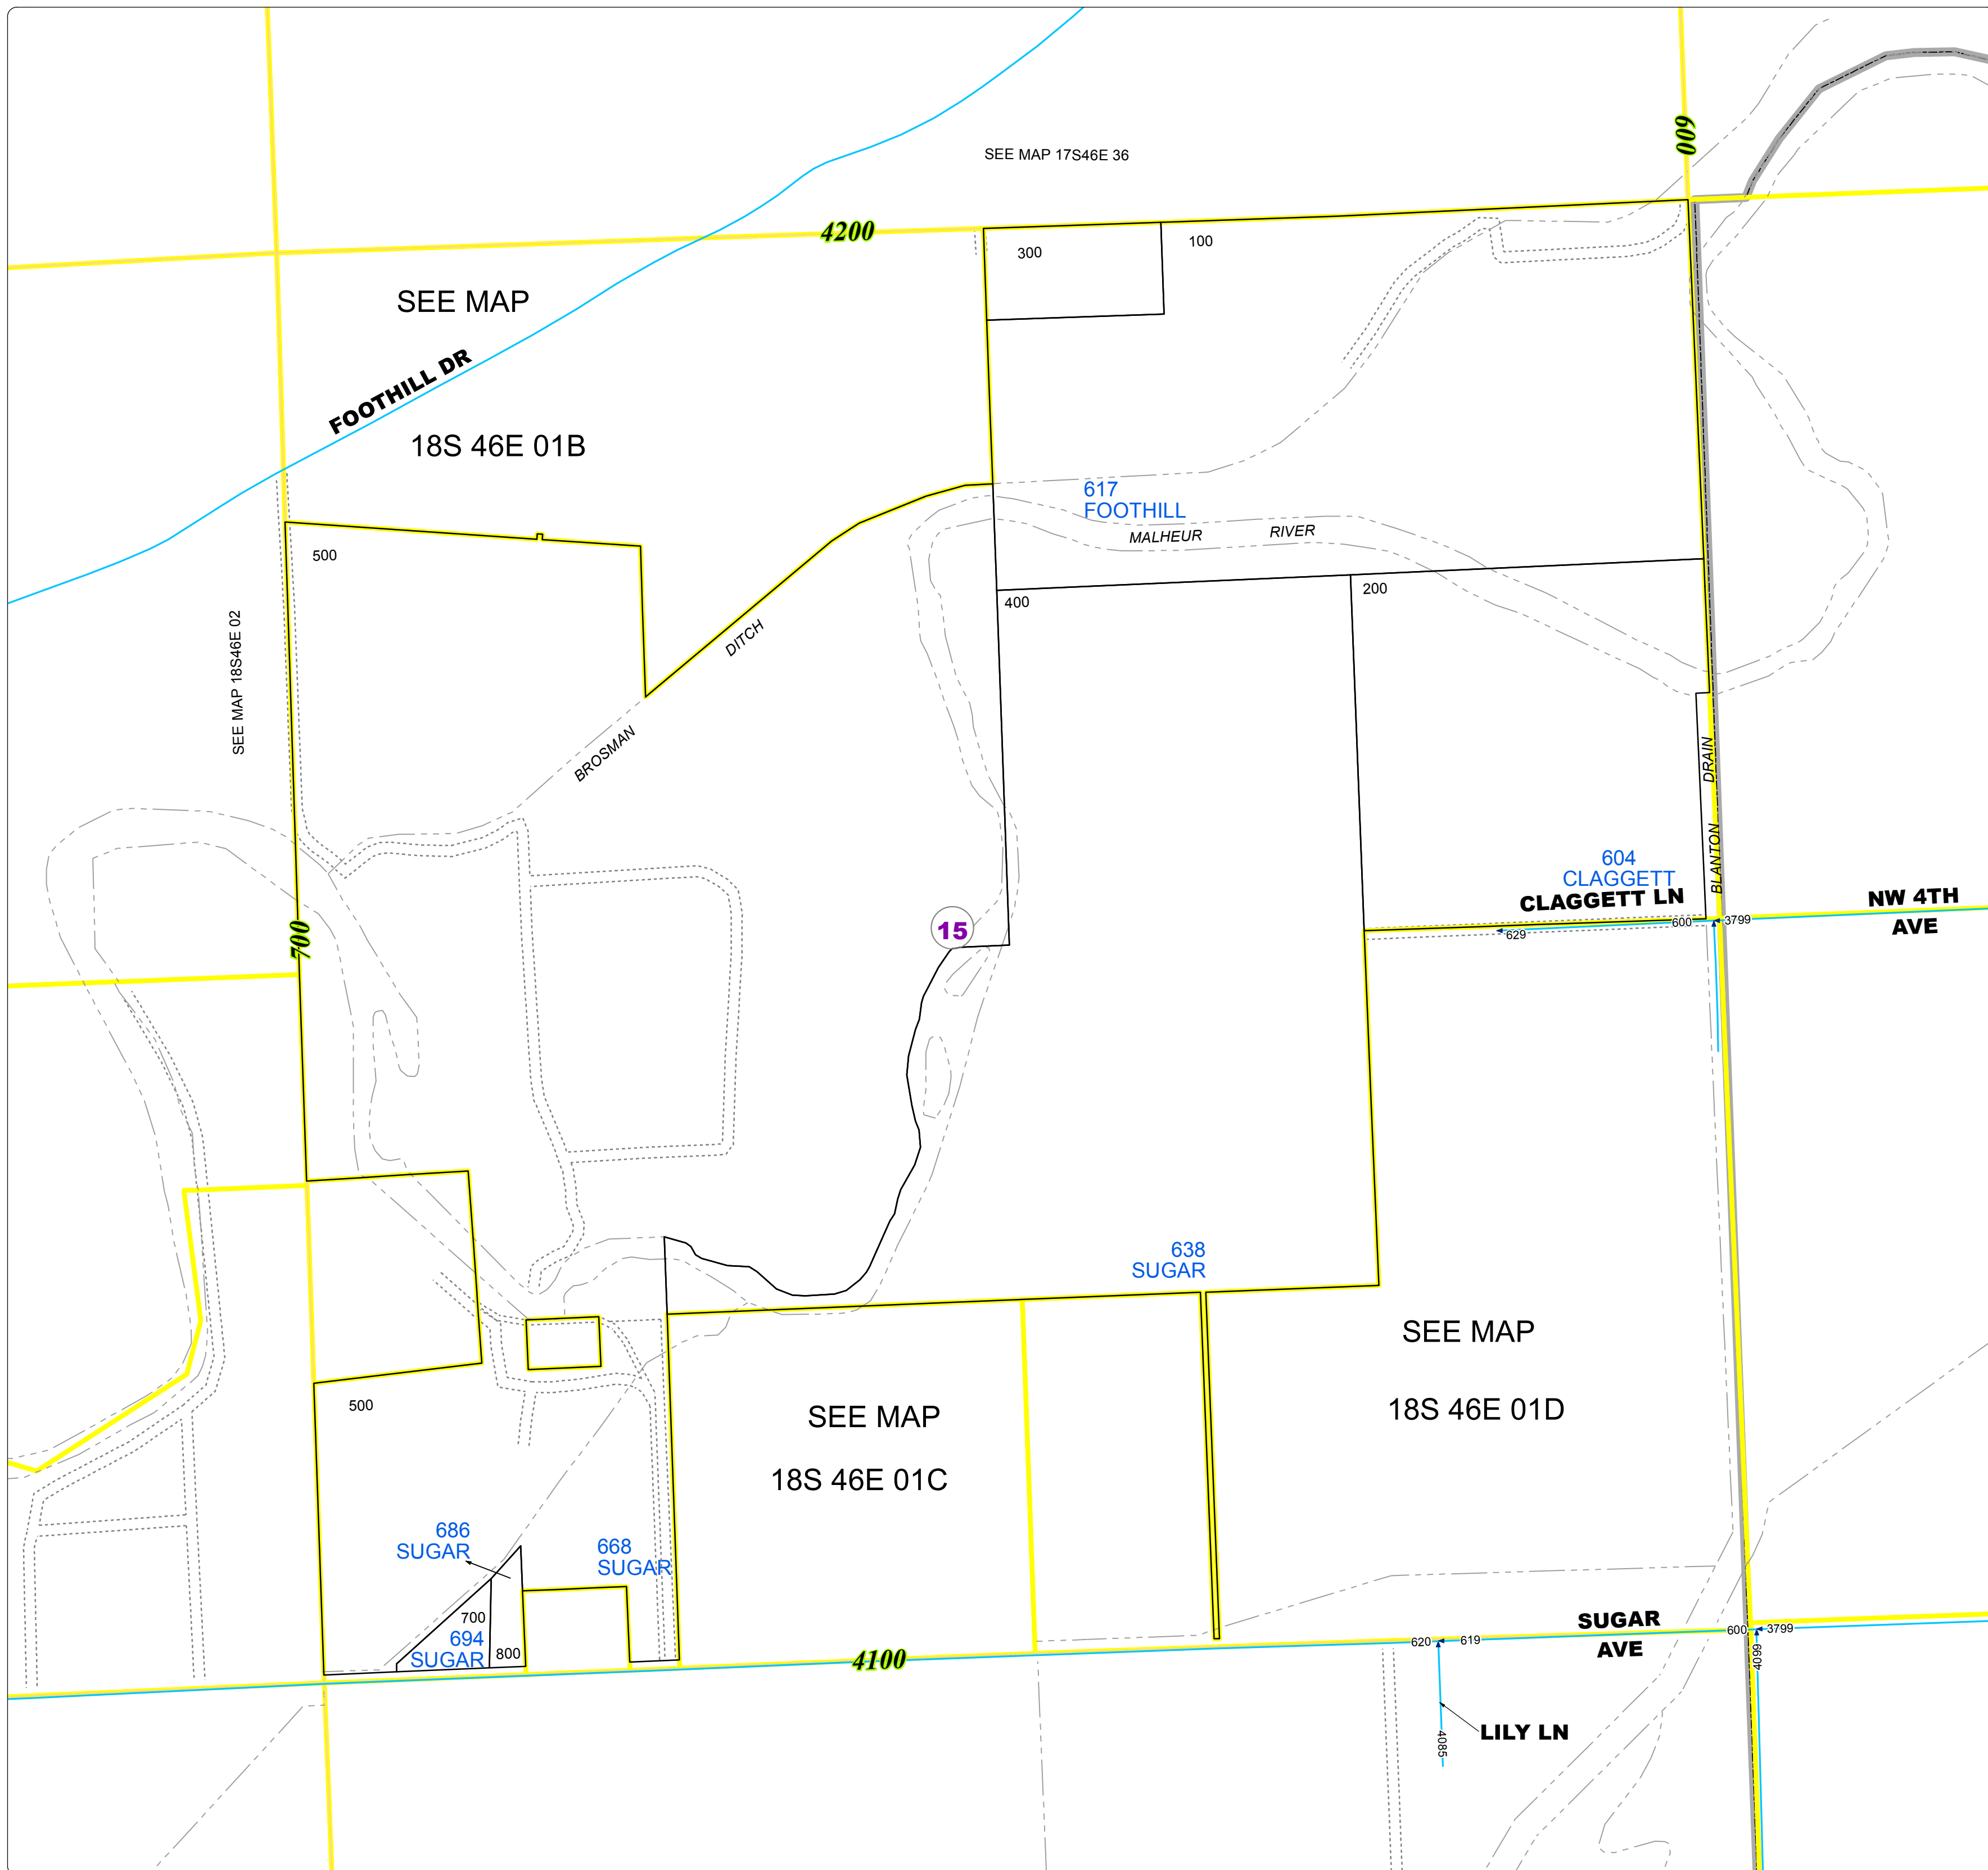 600
SEE MAP 17S46E 36
4200
300
100
SEE MAP
FOOTHILL DR
18S 46E 01B
617
FOOTHILL
MALHEUR
RIVER
500
400
200
DITCH
SEE MAP 18S46E 02
BROSMAN
DRAIN
BLANTON
604
CLAGGETT
CLAGGETT LN
NW 4TH
AVE
600
3799
629
15
700
638
SUGAR
SEE MAP
18S 46E 01D
500
SEE MAP
18S 46E 01C
686
SUGAR
668
SUGAR
700
694
SUGAR
800
4100
SUGAR
AVE
620
619
600
3799
4099
LILY LN
4085